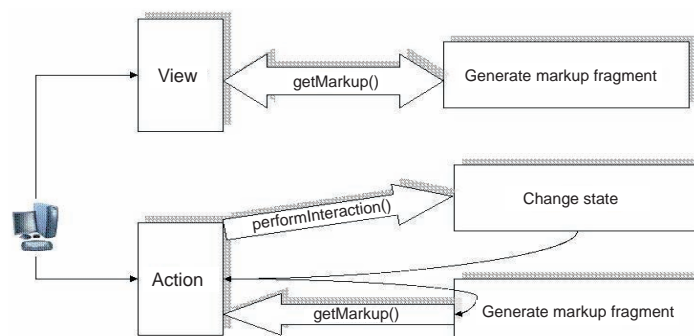 View
getMarkup()
Generate markup fragment
performInteraction()
Change state
Action
getMarkup()
Generate markup fragment